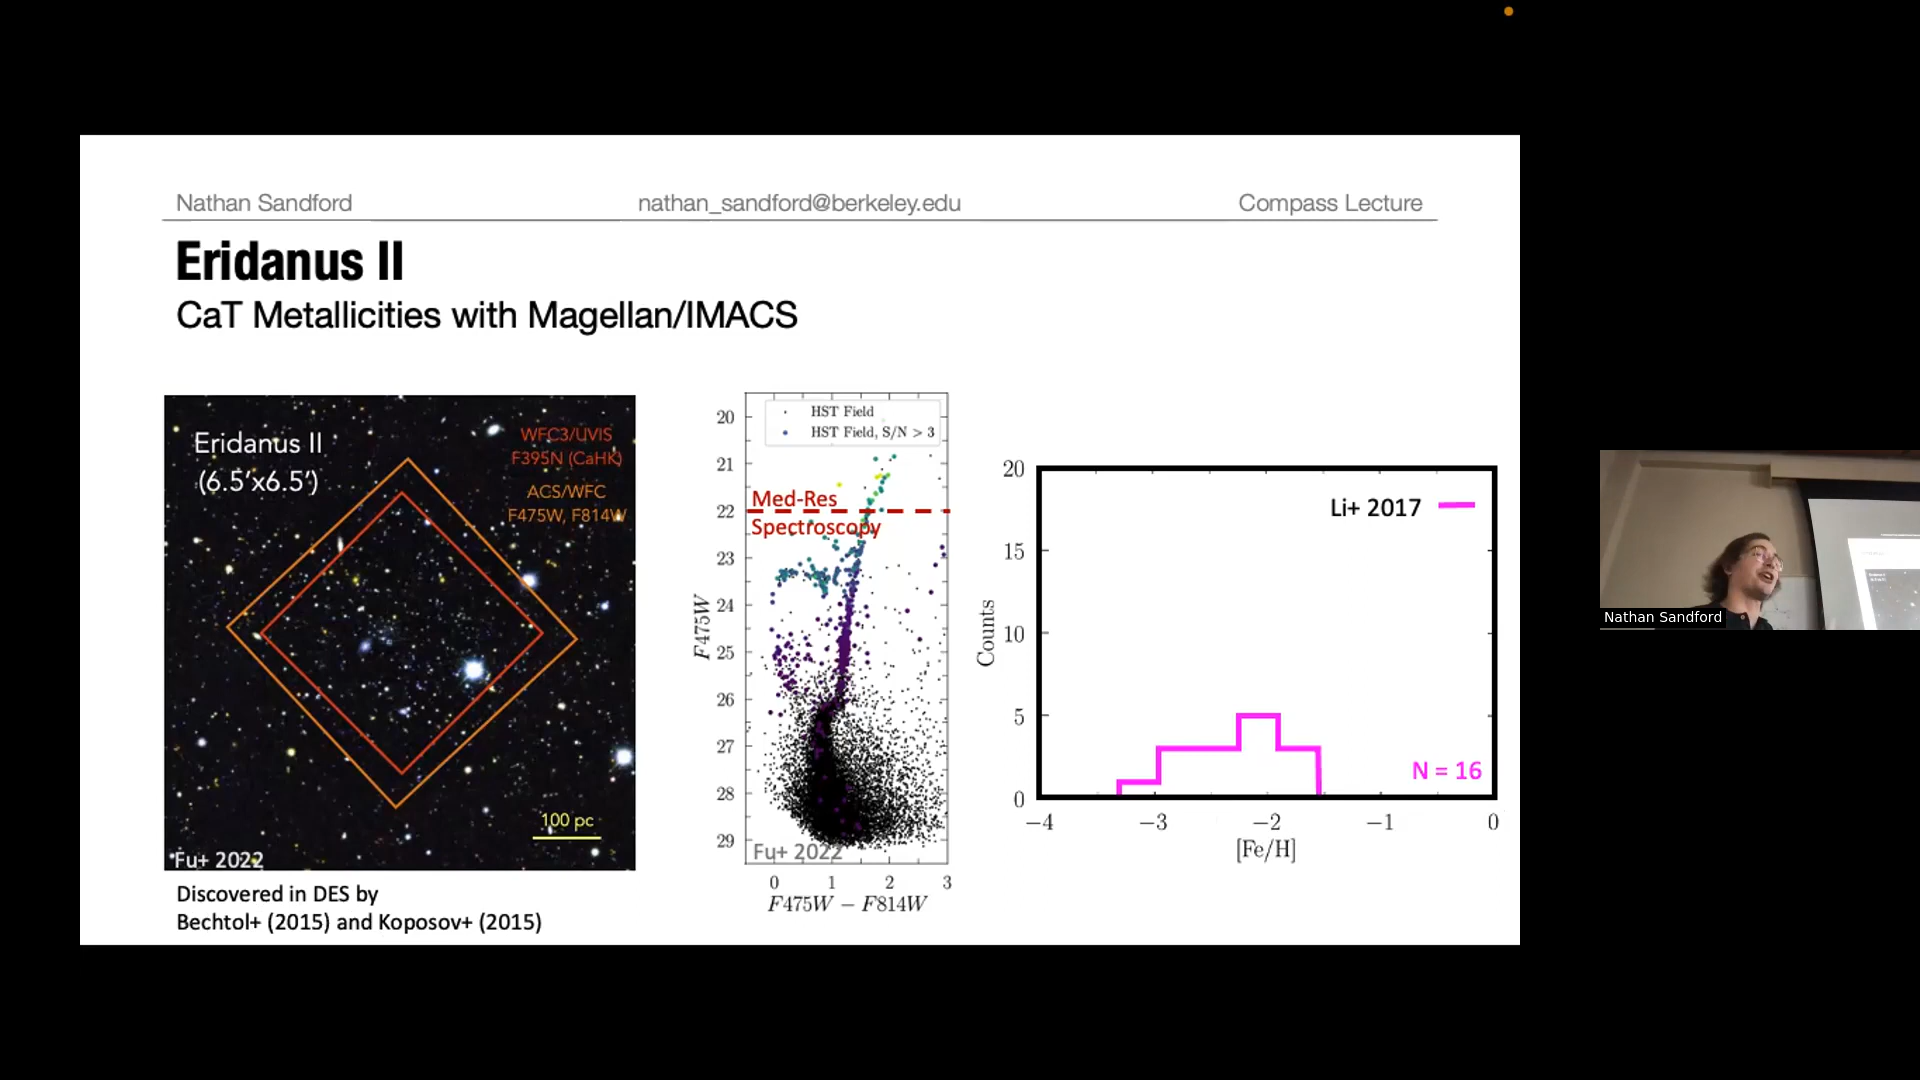 Nathan Sandford
nathan_sandford@berkeley.edu
Compass Lecture
Eridanus II
CaT Metallicities with Magellan/IMACS
Eridanus II
(6.5’x6.5’)
WFC3/UVIS
F395N (CaHK)
ACS/WFC
F475W, F814W
100 pc
Fu+ 2022
Discovered in DES by
Bechtol+ (2015) and Koposov+ (2015)
HST Field
HST Field, S/N > 3
Med-Res
Spectroscopy
20
21
22
23
24
25
26
27
28
29
F475W
Fu+ 2022
0 1 2 3
F475W − F814W
Li+ 2017
20
15
10
5
0
Counts
N = 16
−4 −3 −2 −1 0
[Fe/H]
Nathan Sandford